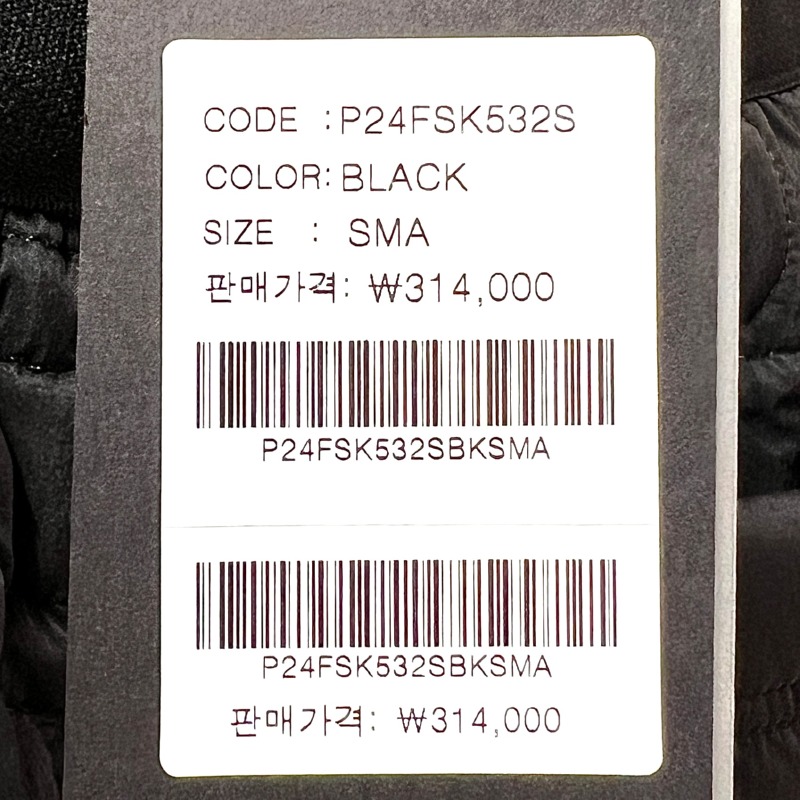 CODE : P24FSK532S
COLOR: BLACK
SIZE : SMA
판매가격: ₩314,000
P24FSK532SBKSMA
P24FSK532SBKSMA
판매가격: ₩314,000